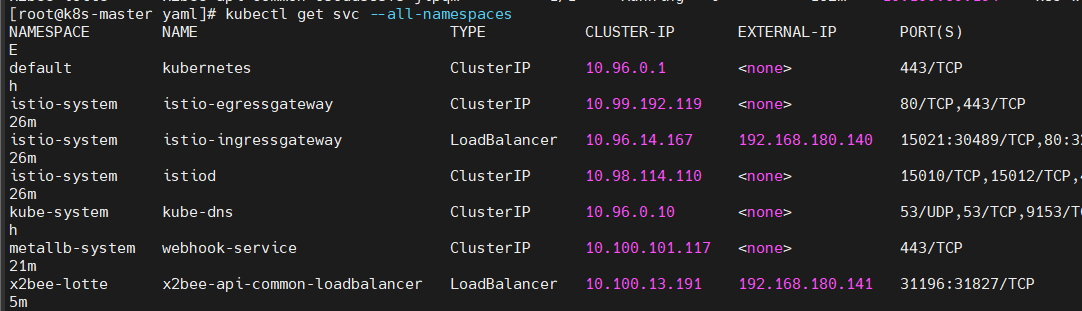 [root@k8s-master yaml]# kubectl get svc --all-namespaces
NAMESPACE NAME TYPE CLUSTER-IP EXTERNAL-IP PORT(S)
E
default kubernetes ClusterIP 10.96.0.1 <none> 443/TCP
h
istio-system istio-egressgateway ClusterIP 10.99.192.119 <none> 80/TCP,443/TCP
26m
istio-system istio-ingressgateway LoadBalancer 10.96.14.167 192.168.180.140 15021:30489/TCP,80:3
26m
istio-system istiod ClusterIP 10.98.114.110 <none> 15010/TCP,15012/TCP,
26m
kube-system kube-dns ClusterIP 10.96.0.10 <none> 53/UDP,53/TCP,9153/T
h
metallb-system webhook-service ClusterIP 10.100.101.117 <none> 443/TCP
21m
x2bee-lotte x2bee-api-common-loadbalancer LoadBalancer 10.100.13.191 192.168.180.141 31196:31827/TCP
5m